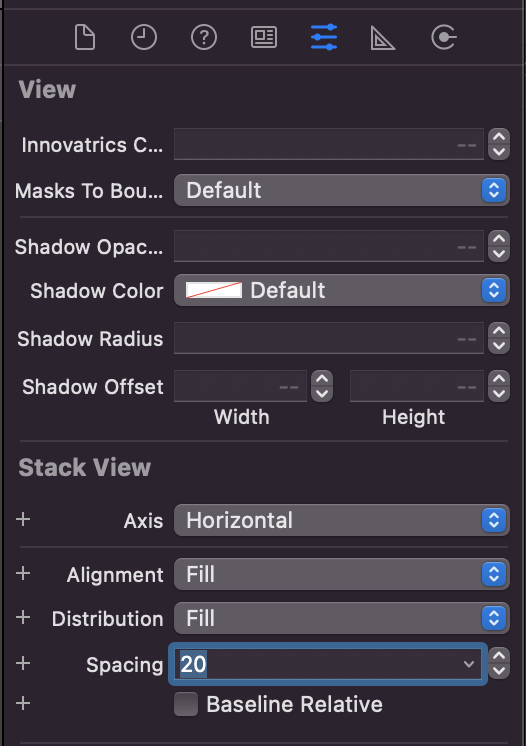 View
Innovatrics C...
--
Masks To Bou...
Default
Shadow Opac...
--
Shadow Color
Default
Shadow Radius
--
Shadow Offset
--
--
Width
Height
Stack View
+ Axis
Horizontal
+ Alignment
Fill
+ Distribution
Fill
+ Spacing
20
+ Baseline Relative